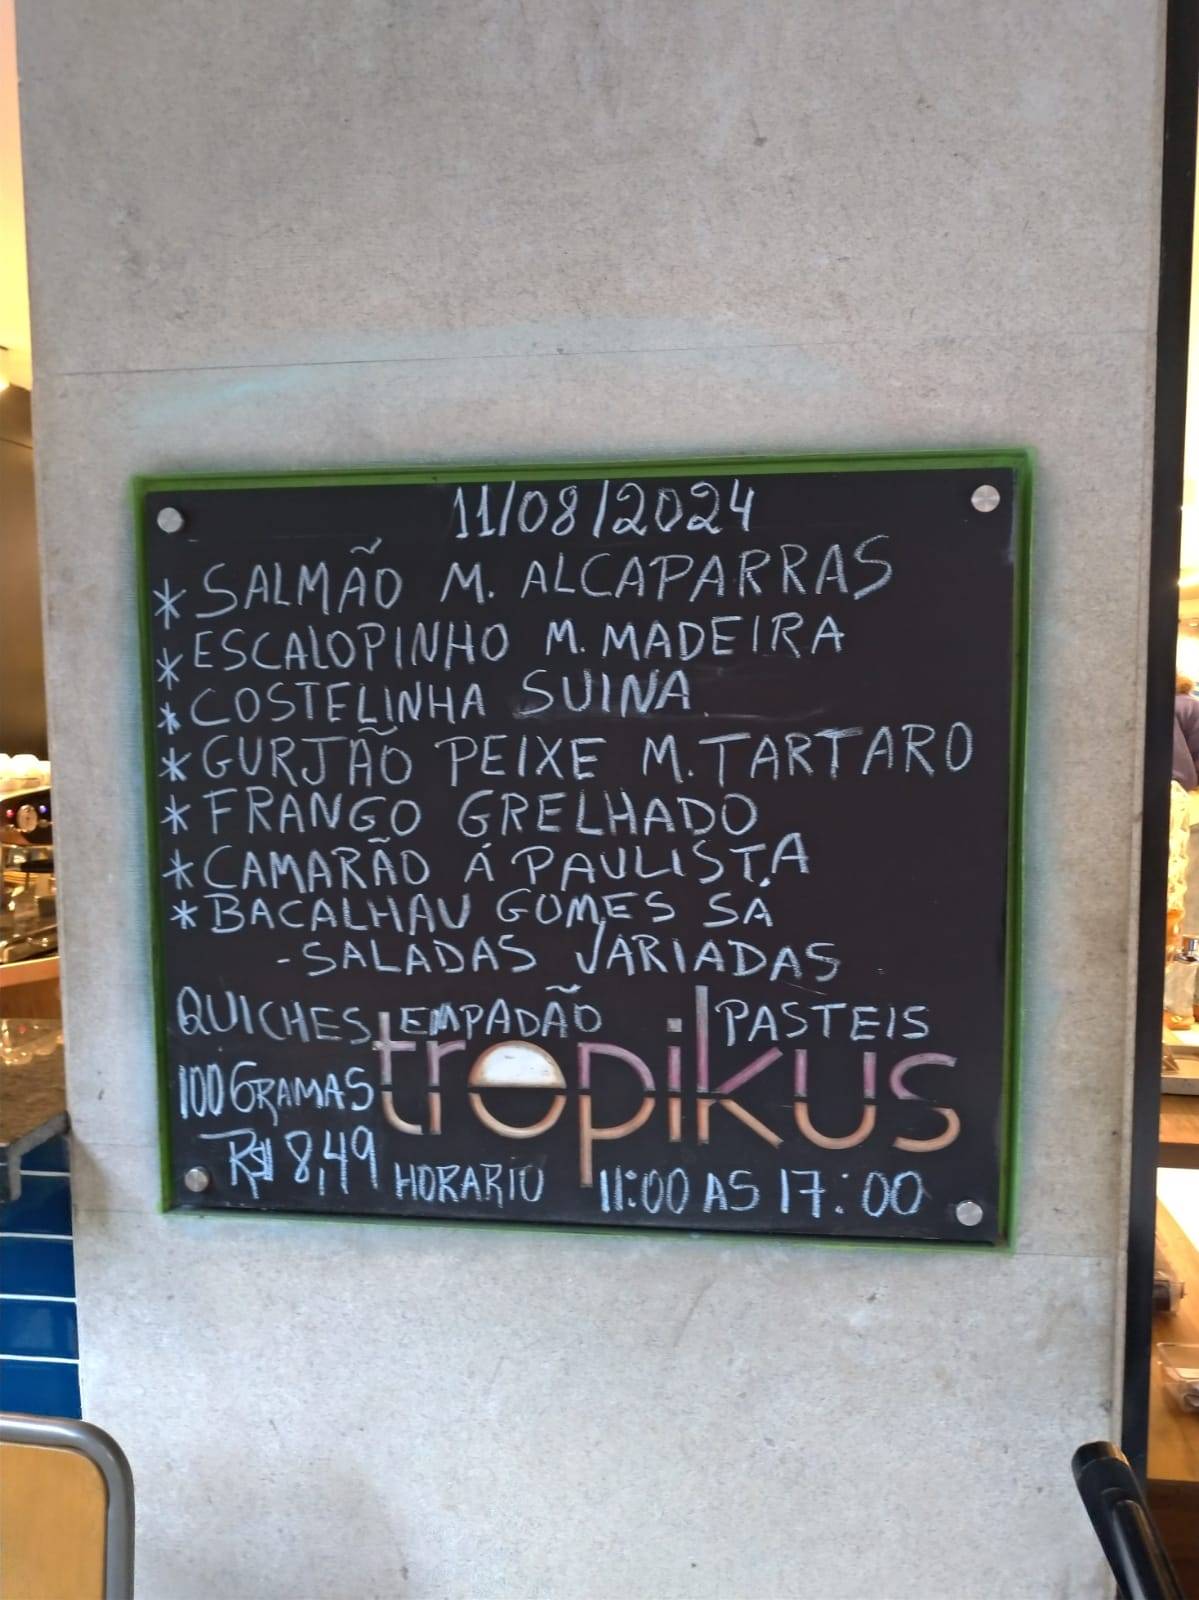 11/08/2024
* SALMÃO M. ALCAPARRAS
* ESCALOPINHO M. MADEIRA
* COSTELINHA SUINA
* GURJÃO PEIXE M. TARTARO
* FRANGO GRELHADO
* CAMARÃO Á PAULISTA
* BACALHAU GOMES SÁ
- SALADAS VARIADAS
QUICHES EMPADÃO PASTEIS
tropikus
100 GRAMAS
R$ 8,49 HORARIO 11:00 AS 17:00